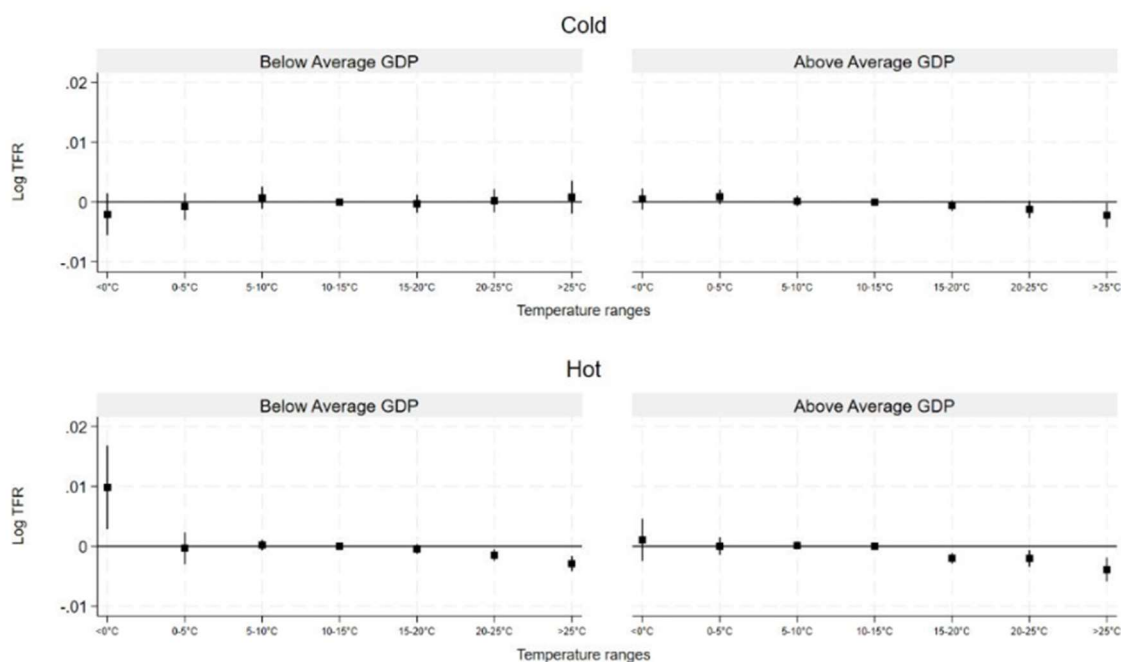 Cold
Below Average GDP Above Average GDP
.02
.01
0
-.01
Log TFR
<0°C 0-5°C 5-10°C 10-15°C 15-20°C 20-25°C >25°C <0°C 0-5°C 5-10°C 10-15°C 15-20°C 20-25°C >25°C
Temperature ranges
Hot
Below Average GDP Above Average GDP
.02
.01
0
-.01
Log TFR
<0°C 0-5°C 5-10°C 10-15°C 15-20°C 20-25°C >25°C <0°C 0-5°C 5-10°C 10-15°C 15-20°C 20-25°C >25°C
Temperature ranges